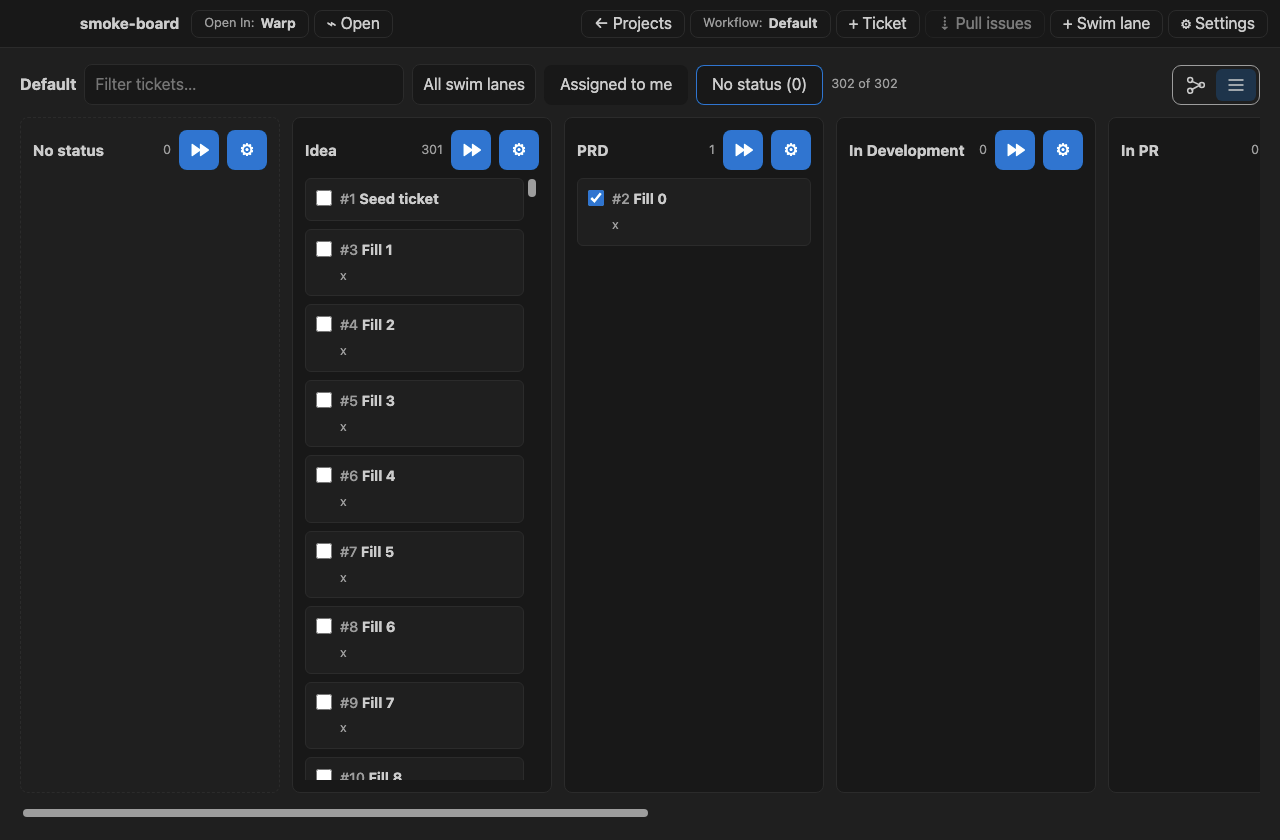 smoke-board Open In: Warp ⌁ Open ← Projects Workflow: Default + Ticket ⇣ Pull issues + Swim lane ⚙ Settings
Default Filter tickets... All swim lanes Assigned to me No status (0) 302 of 302
No status 0
Idea 301
#1 Seed ticket
#3 Fill 1
x
#4 Fill 2
x
#5 Fill 3
x
#6 Fill 4
x
#7 Fill 5
x
#8 Fill 6
x
#9 Fill 7
x
#10 Fill 8
PRD 1
#2 Fill 0
x
In Development 0
In PR 0